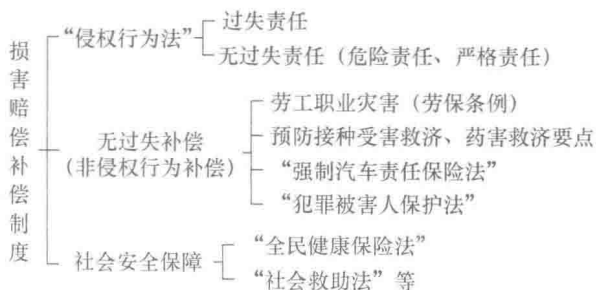 损害赔偿补偿制度
“侵权行为法”
过失责任
无过失责任（危险责任、严格责任）
无过失补偿
（非侵权行为补偿）
劳工职业灾害（劳保条例）
预防接种受害救济、药害救济要点
“强制汽车责任保险法”
“犯罪被害人保护法”
社会安全保障
“全民健康保险法”
“社会救助法”等